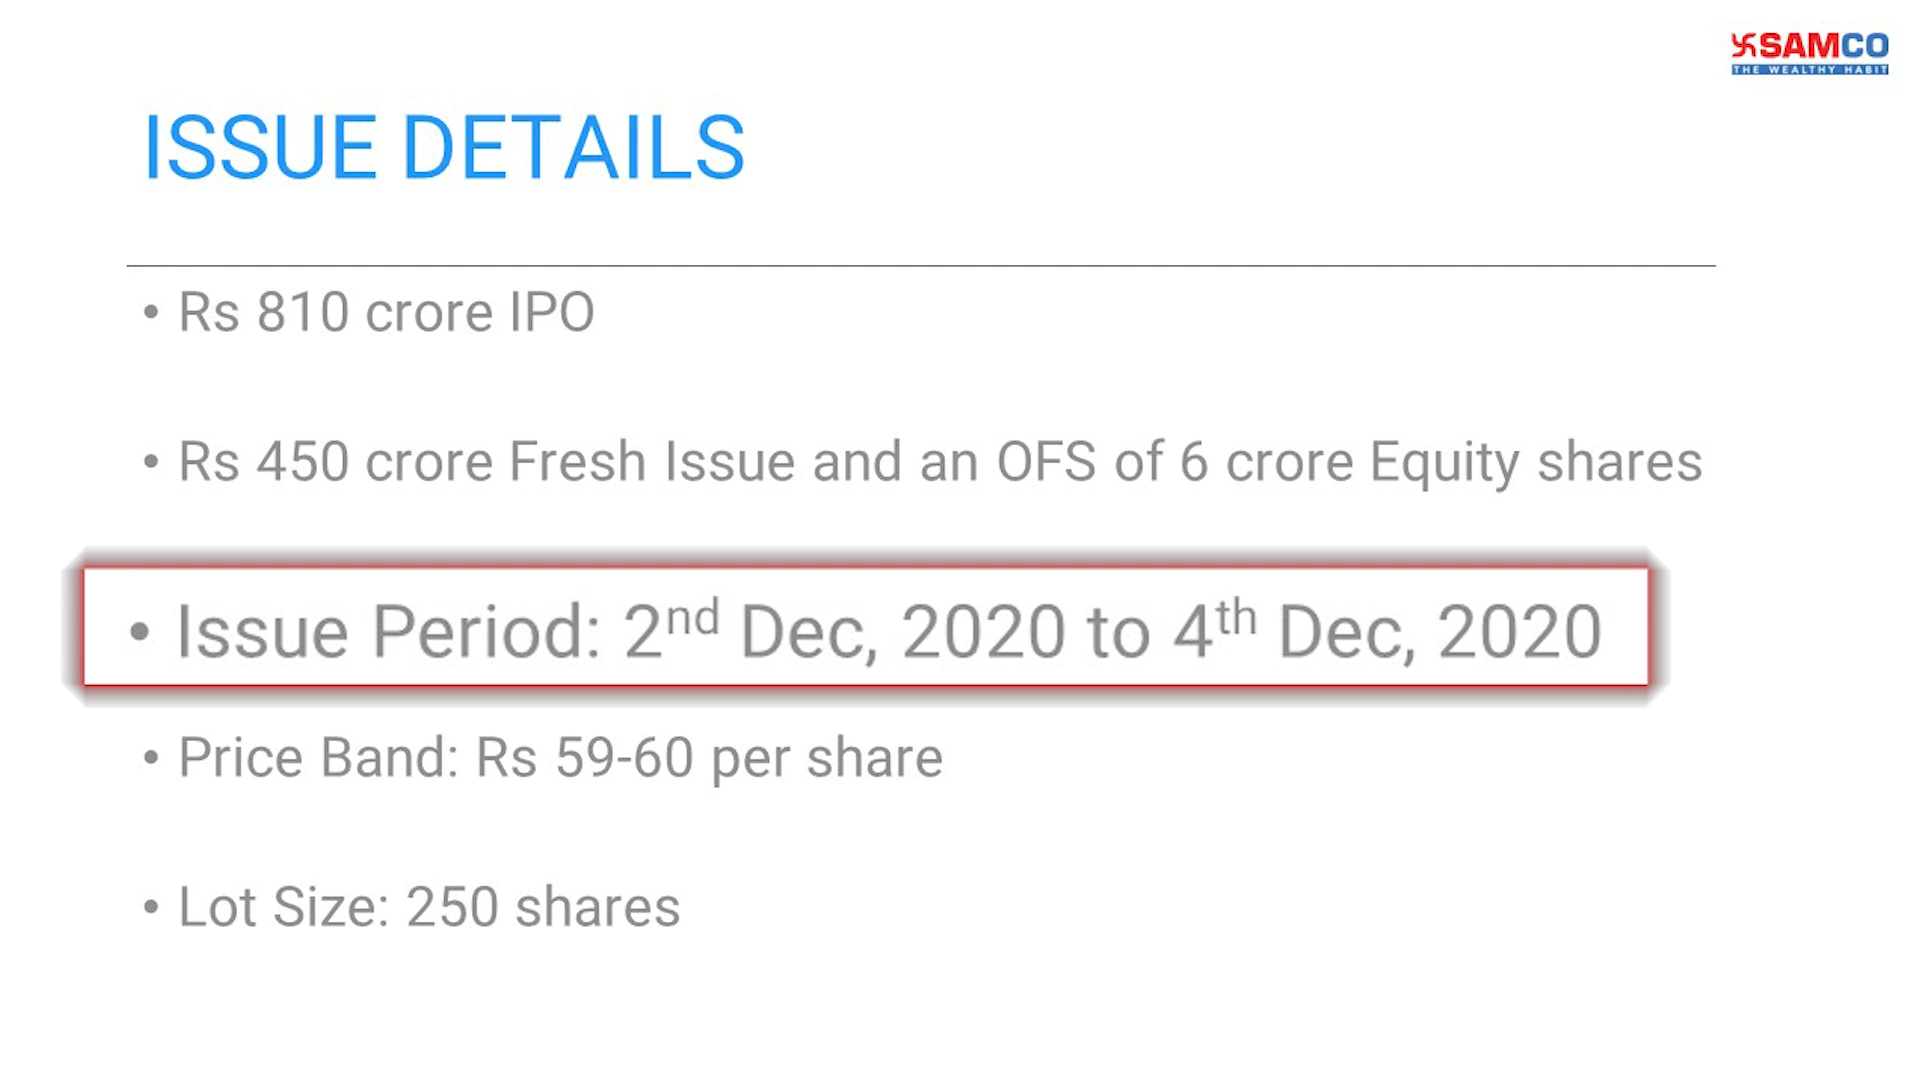 SAMCO
THE WEALTHY HABIT
ISSUE DETAILS
• Rs 810 crore IPO
• Rs 450 crore Fresh Issue and an OFS of 6 crore Equity shares
• Issue Period: 2nd Dec, 2020 to 4th Dec, 2020
• Price Band: Rs 59-60 per share
• Lot Size: 250 shares